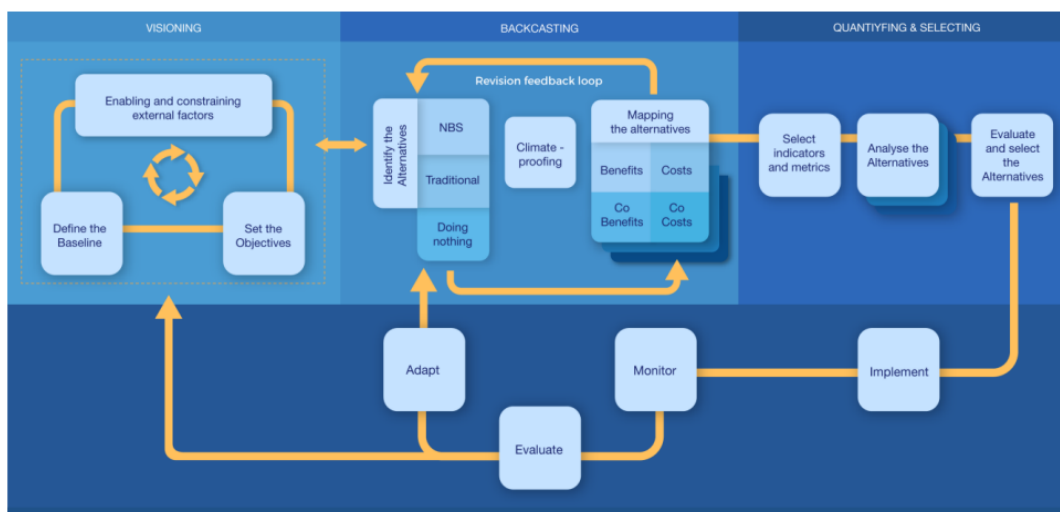 VISIONING
BACKCASTING
QUANTIYFING & SELECTING
Enabling and constraining
external factors
Define the
Baseline
Set the
Objectives
Revision feedback loop
Identify the
Alternatives
NBS
Traditional
Doing
nothing
Climate -
proofing
Mapping
the alternatives
Benefits
Costs
Co
Benefits
Co
Costs
Select
indicators
and metrics
Analyse the
Alternatives
Evaluate
and select
the
Alternatives
Adapt
Monitor
Implement
Evaluate